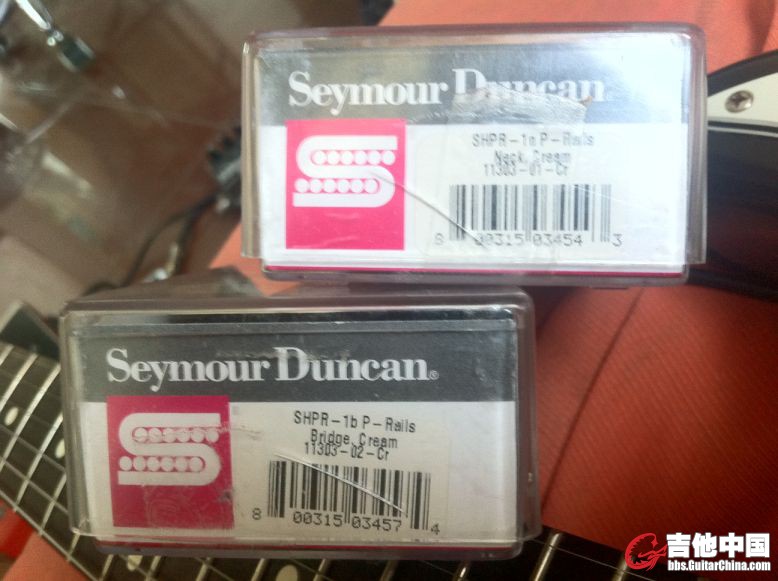 Seymour Duncan
SHPR-1n P-Rails
Neck, Cream
11303-01-Cr
8 00315 03454 3
Seymour Duncan®
SHPR-1b P-Rails
Bridge, Cream
11303-02-Cr
8 00315 03457 4
吉他中国
bbs.GuitarChina.com